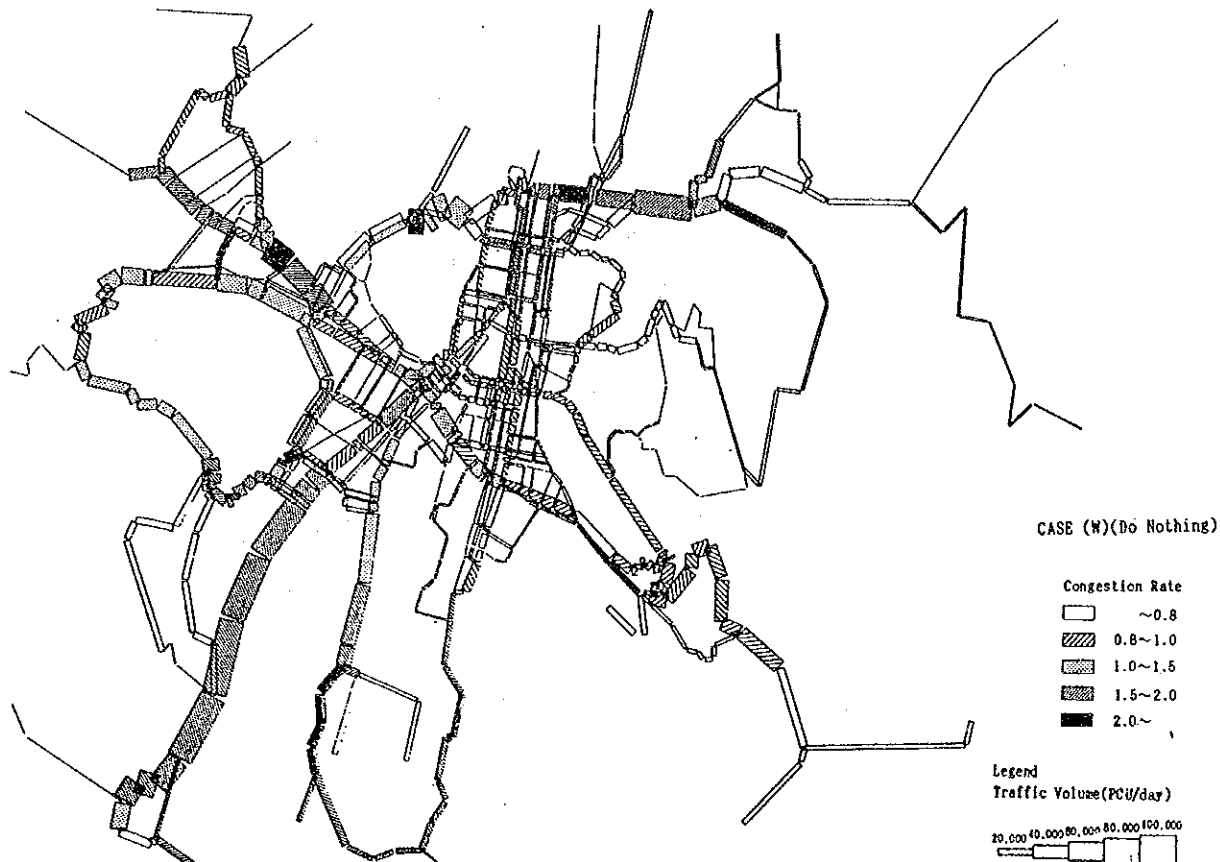 CASE (W)(Do Nothing)
Congestion Rate
~0.8
0.8~1.0
1.0~1.5
1.5~2.0
2.0~
Legend
Traffic Volume(PCU/day)
20,000 40,000 60,000 80,000 100,000